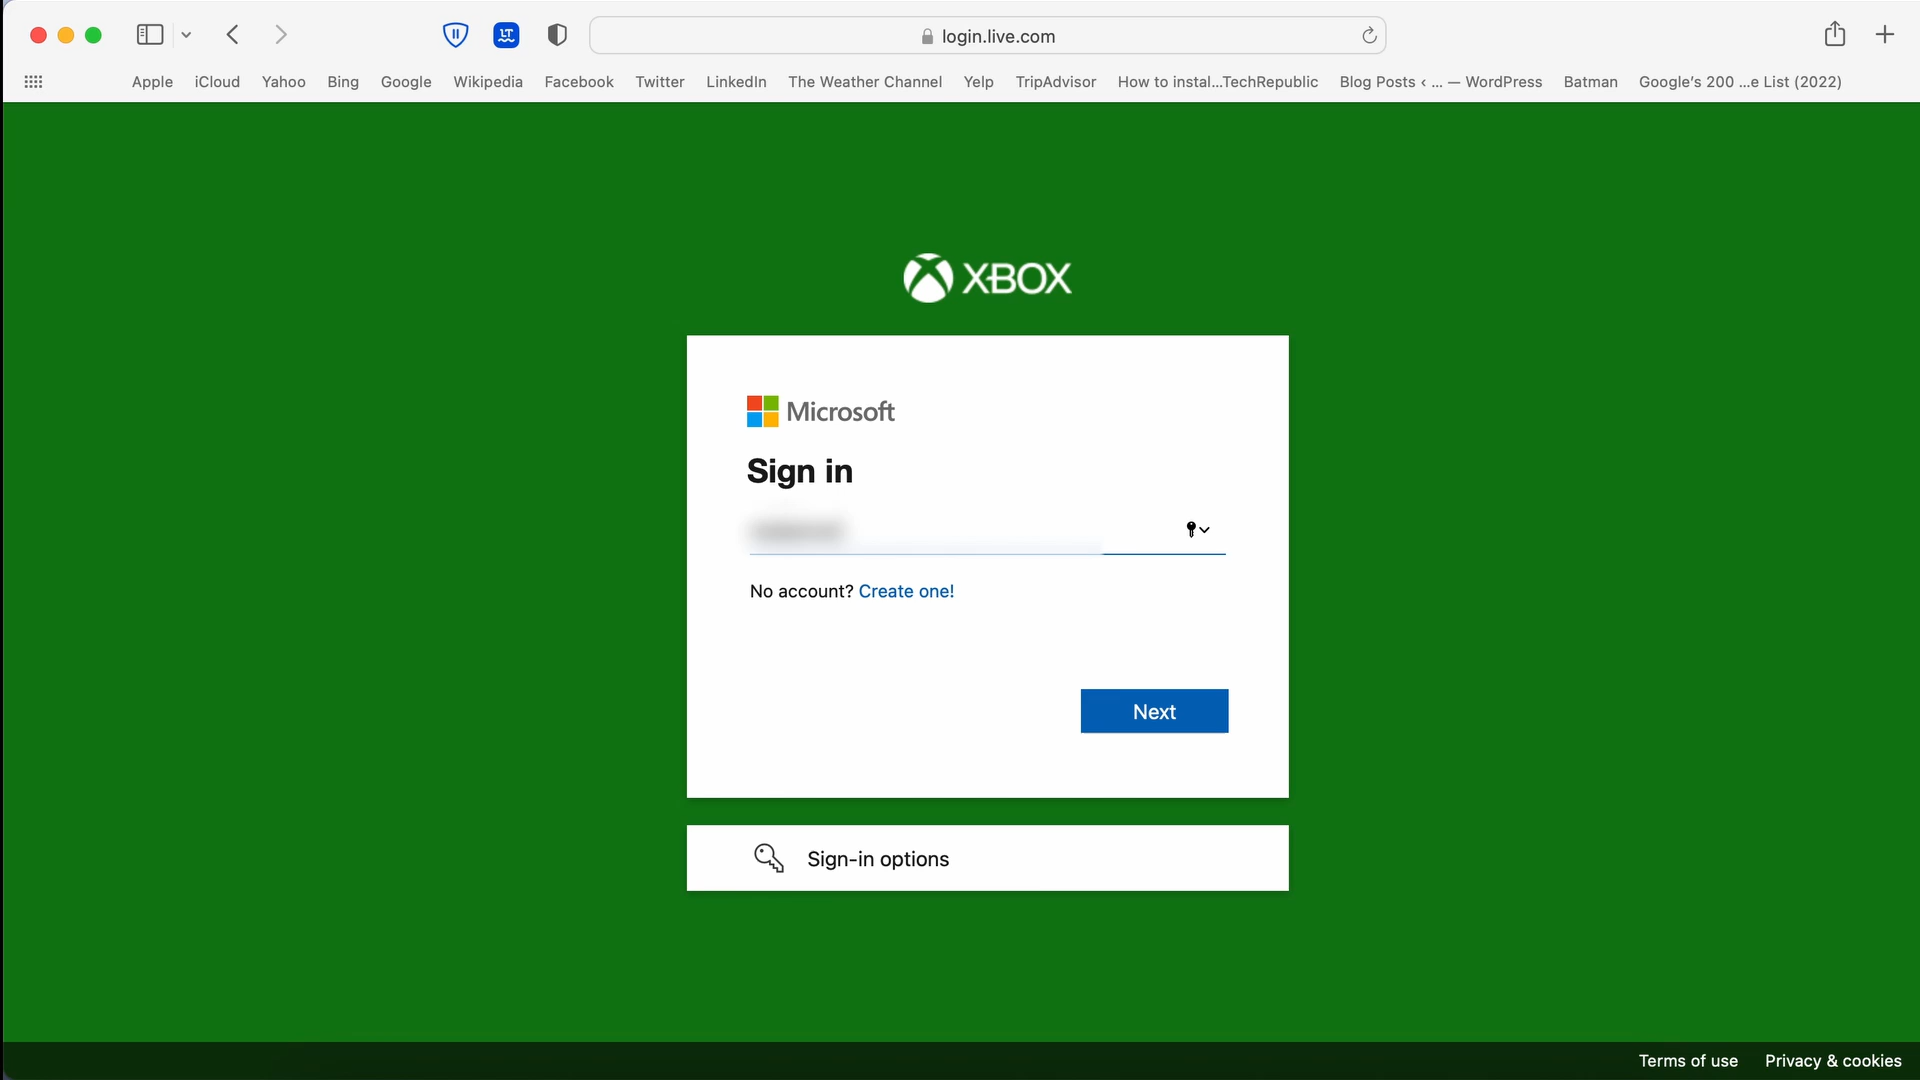 login.live.com
Apple iCloud Yahoo Bing Google Wikipedia Facebook Twitter LinkedIn The Weather Channel Yelp TripAdvisor How to instal...TechRepublic Blog Posts ‹ ... — WordPress Batman Google's 200 ...e List (2022)
XBOX
Microsoft
Sign in
No account? Create one!
Next
Sign-in options
Terms of use Privacy & cookies